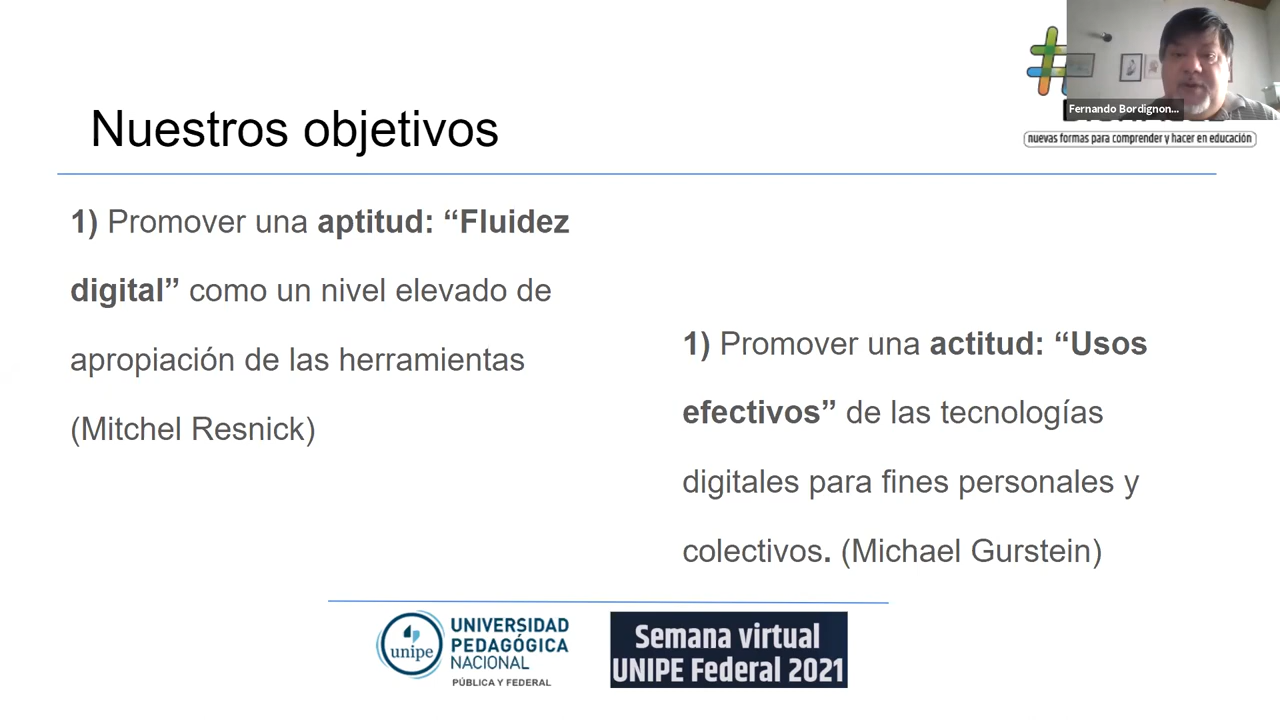 Nuestros objetivos
Fernando Bordignon...
nuevas formas para comprender y hacer en educación
1) Promover una aptitud: “Fluidez
digital” como un nivel elevado de
apropiación de las herramientas
(Mitchel Resnick)
1) Promover una actitud: “Usos
efectivos” de las tecnologías
digitales para fines personales y
colectivos. (Michael Gurstein)
unipe
UNIVERSIDAD
PEDAGÓGICA
NACIONAL
PÚBLICA Y FEDERAL
Semana virtual
UNIPE Federal 2021